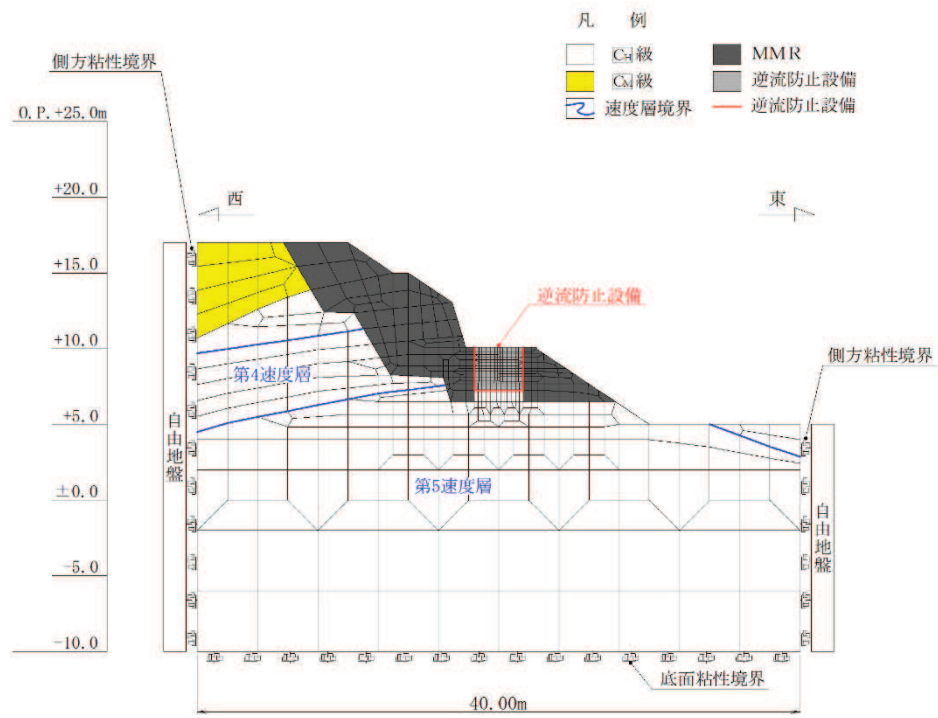 凡 例
CH級
MMR
CM級
逆流防止設備
速度層境界
逆流防止設備
側方粘性境界
O.P.+25.0m
+20.0
+15.0
+10.0
+5.0
±0.0
-5.0
-10.0
西
東
逆流防止設備
側方粘性境界
第4速度層
第5速度層
自由地盤
自由地盤
底面粘性境界
40.00m